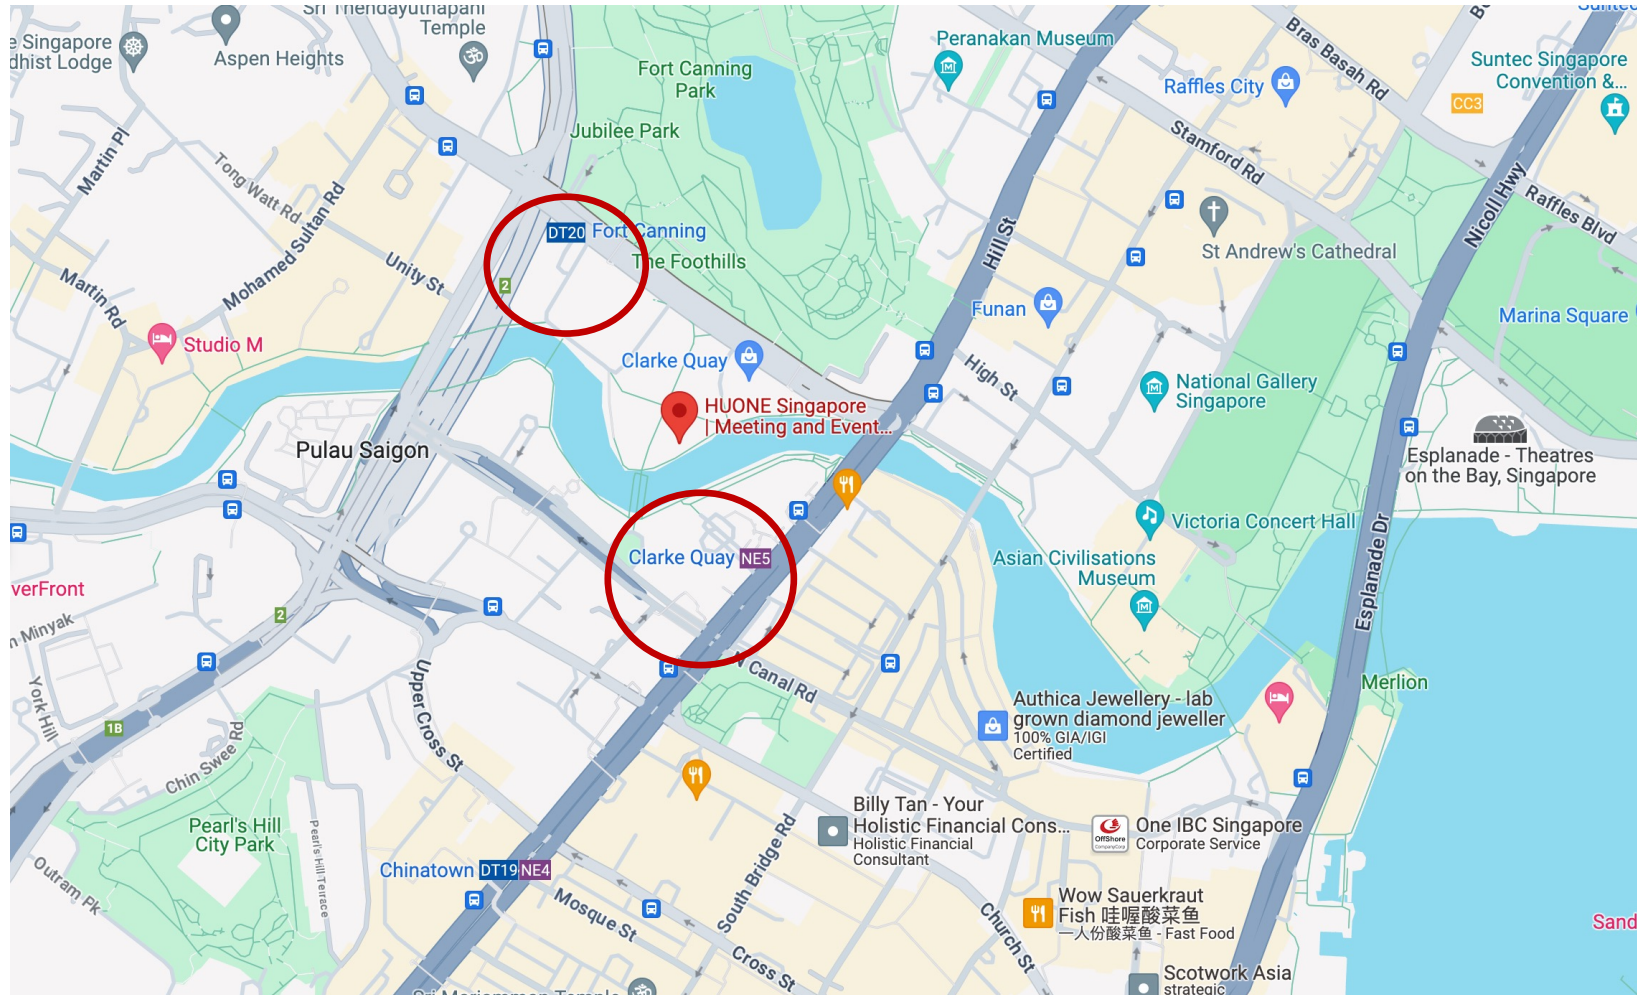 Sri Thendayuthapani
Temple
e Singapore
dhist Lodge
Aspen Heights
Fort Canning
Park
Jubilee Park
Peranakan Museum
Raffles City
Bras Basah Rd
Suntec Singapore
Convention &...
CC3
Martin Pl
Tong Watt Rd
Mohamed Sultan Rd
Stamford Rd
Nicoll Hwy
Raffles Blvd
DT20 Fort Canning
The Foothills
Hill St
St Andrew's Cathedral
Unity St
Martin Rd
2
Studio M
Funan
Marina Square
Clarke Quay
High St
National Gallery
Singapore
HUONE Singapore
| Meeting and Event...
Pulau Saigon
Esplanade - Theatres
on the Bay, Singapore
Victoria Concert Hall
Asian Civilisations
Museum
Clarke Quay NE5
Esplanade Dr
verFront
n Minyak
2
York Hill
Upper Cross St
N Canal Rd
Merlion
Authica Jewellery - lab
grown diamond jeweller
100% GIA/IGI
Certified
1B
Chin Swee Rd
Pearl's Hill
City Park
Pearl's Hill Terrace
Outram Pk
Billy Tan - Your
Holistic Financial Cons...
Holistic Financial
Consultant
OffShore
One IBC Singapore
Corporate Service
South Bridge Rd
Chinatown DT19 NE4
Mosque St
Cross St
Church St
Wow Sauerkraut
Fish 哇喔酸菜鱼
一人份酸菜鱼 - Fast Food
Sand
Scotwork Asia
strategic
Sri Mariamman Temple